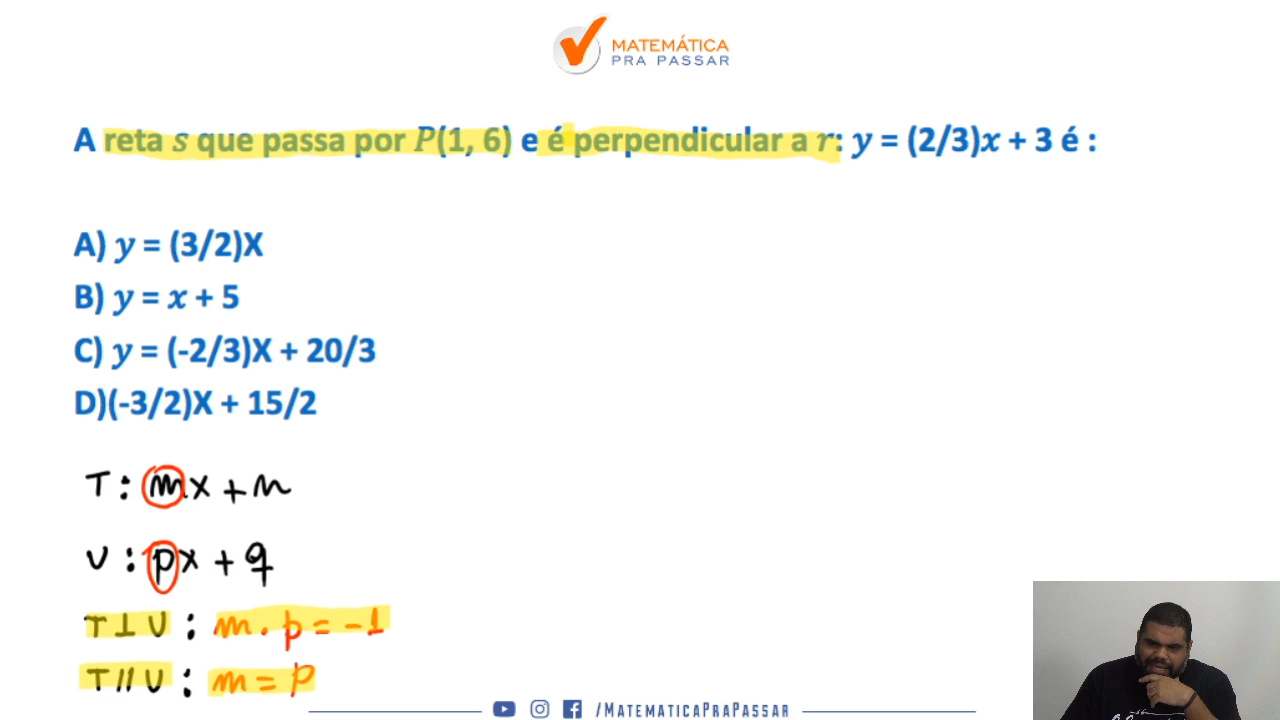 MATEMÁTICA
PRA PASSAR
A reta s que passa por P(1, 6) e é perpendicular a r: y = (2/3)x + 3 é :
A) y = (3/2)X
B) y = x + 5
C) y = (-2/3)X + 20/3
D)(-3/2)X + 15/2
T : mx + n
U : px + q
T ⊥ U : m . p = -1
T // U : m = p
/MatematicaPraPassar